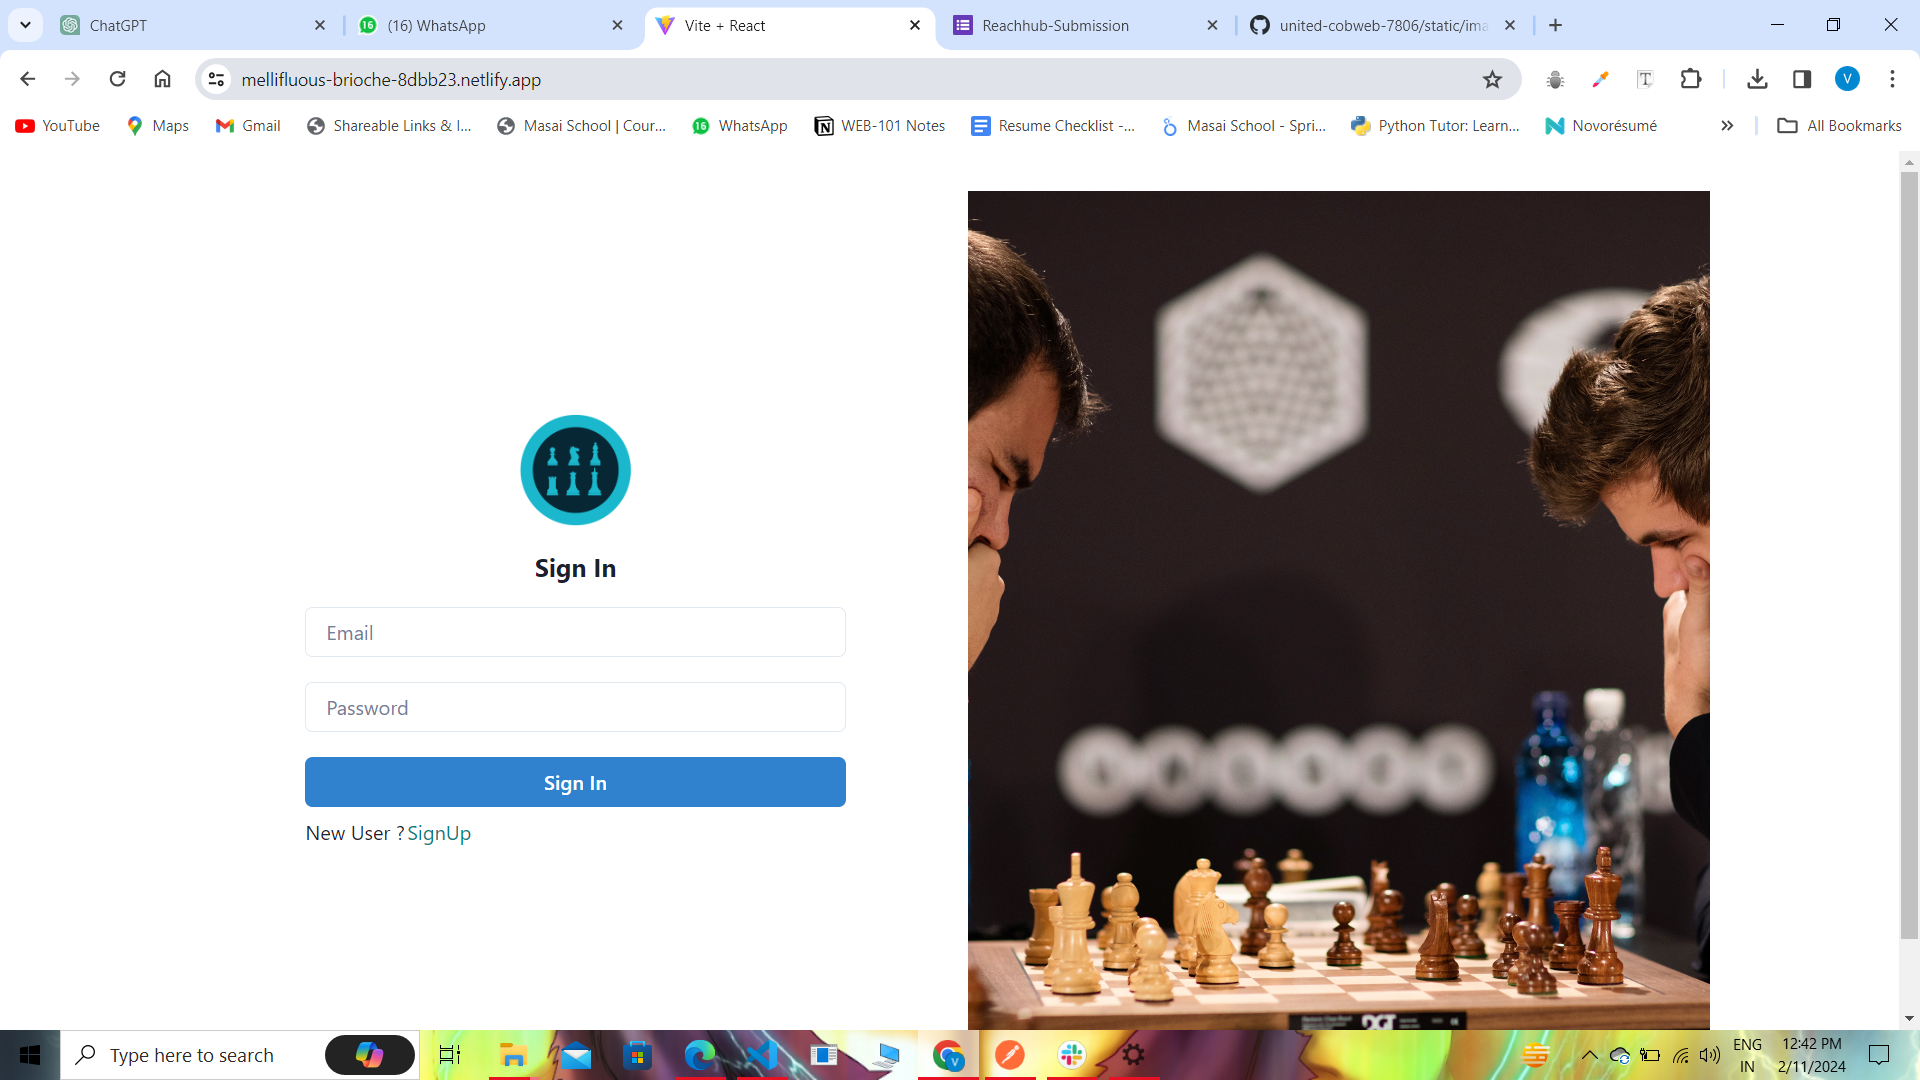 ChatGPT
(16) WhatsApp
Vite + React
Reachhub-Submission
united-cobweb-7806/static/ima
mellifluous-brioche-8dbb23.netlify.app
V
YouTube
Maps
Gmail
Shareable Links & I...
Masai School | Cour...
16
WhatsApp
WEB-101 Notes
Resume Checklist -...
Masai School - Spri...
Python Tutor: Learn...
Novorésumé
All Bookmarks
Sign In
Email
Password
Sign In
New User ? SignUp
DGT
Type here to search
ENG
IN
12:42 PM
2/11/2024